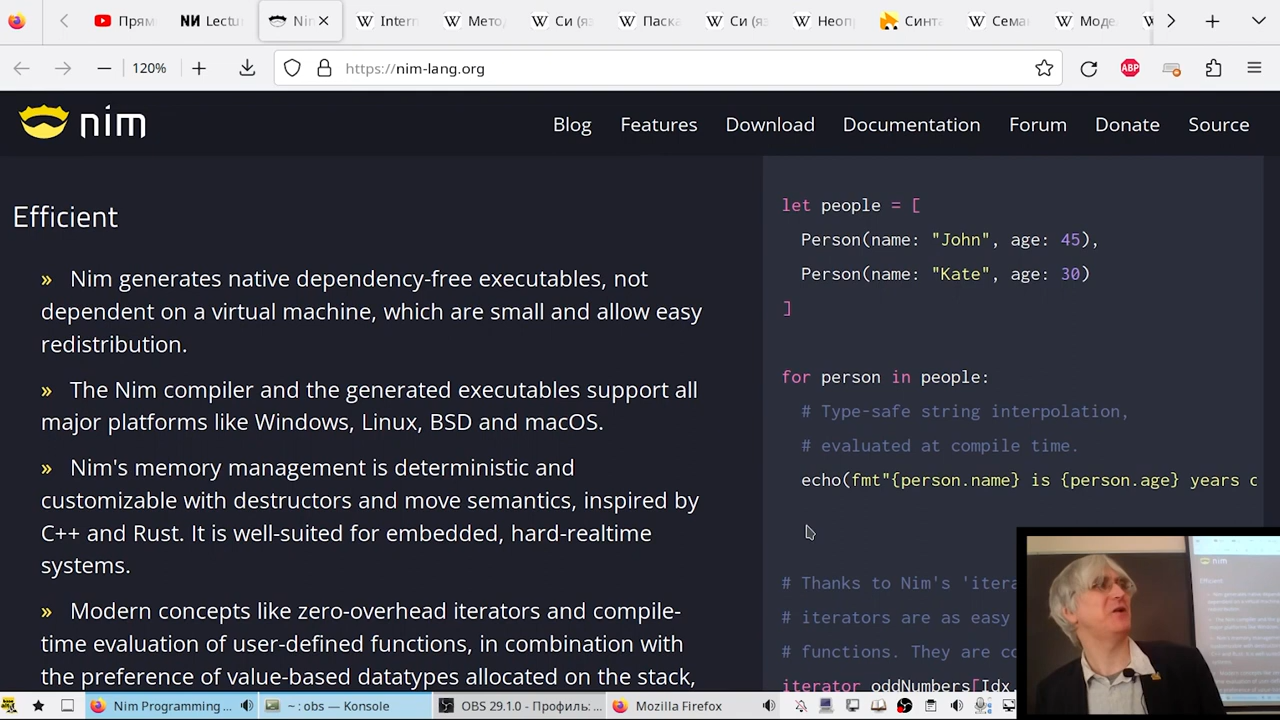 Прям
Lectu
Nin
Intern
Мето
Си (я
Паска
Си (я
Неоп
Синта
Сема
Моде
120%
https://nim-lang.org
ABP
nim
Blog
Features
Download
Documentation
Forum
Donate
Source
Efficient
» Nim generates native dependency-free executables, not
dependent on a virtual machine, which are small and allow easy
redistribution.
» The Nim compiler and the generated executables support all
major platforms like Windows, Linux, BSD and macOS.
» Nim's memory management is deterministic and
customizable with destructors and move semantics, inspired by
C++ and Rust. It is well-suited for embedded, hard-realtime
systems.
» Modern concepts like zero-overhead iterators and compile-
time evaluation of user-defined functions, in combination with
the preference of value-based datatypes allocated on the stack,
let people = [
Person(name: "John", age: 45),
Person(name: "Kate", age: 30)
]
for person in people:
# Type-safe string interpolation,
# evaluated at compile time.
echo(fmt"{person.name} is {person.age} years o
# Thanks to Nim's 'itera
# iterators are as easy
# functions. They are co
iterator oddNumbers[Idx,
nim
Efficient
Nim Programming ...
~ : obs — Konsole
OBS 29.1.0 - Профиль: ...
Mozilla Firefox